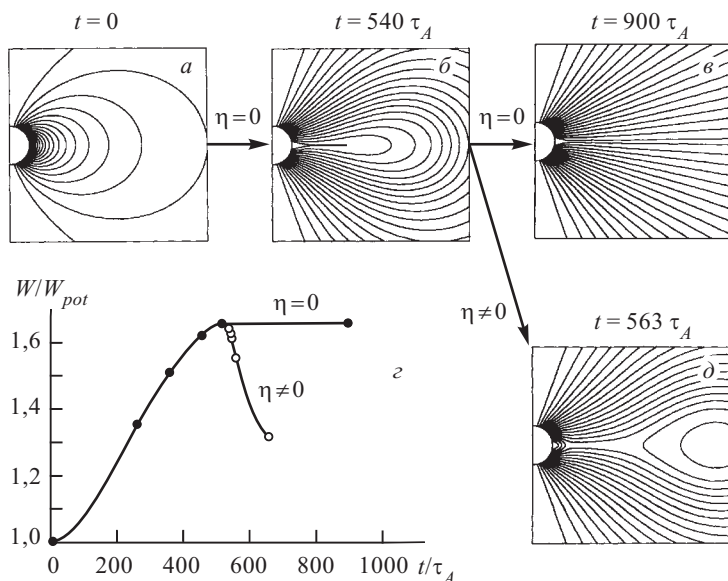 t = 0
t = 540 τ_A
t = 900 τ_A
а
б
в
η = 0
η = 0
W/W_pot
η = 0
η ≠ 0
t = 563 τ_A
1,6
г
д
η ≠ 0
1,4
1,2
1,0
0 200 400 600 800 1000 t/τ_A